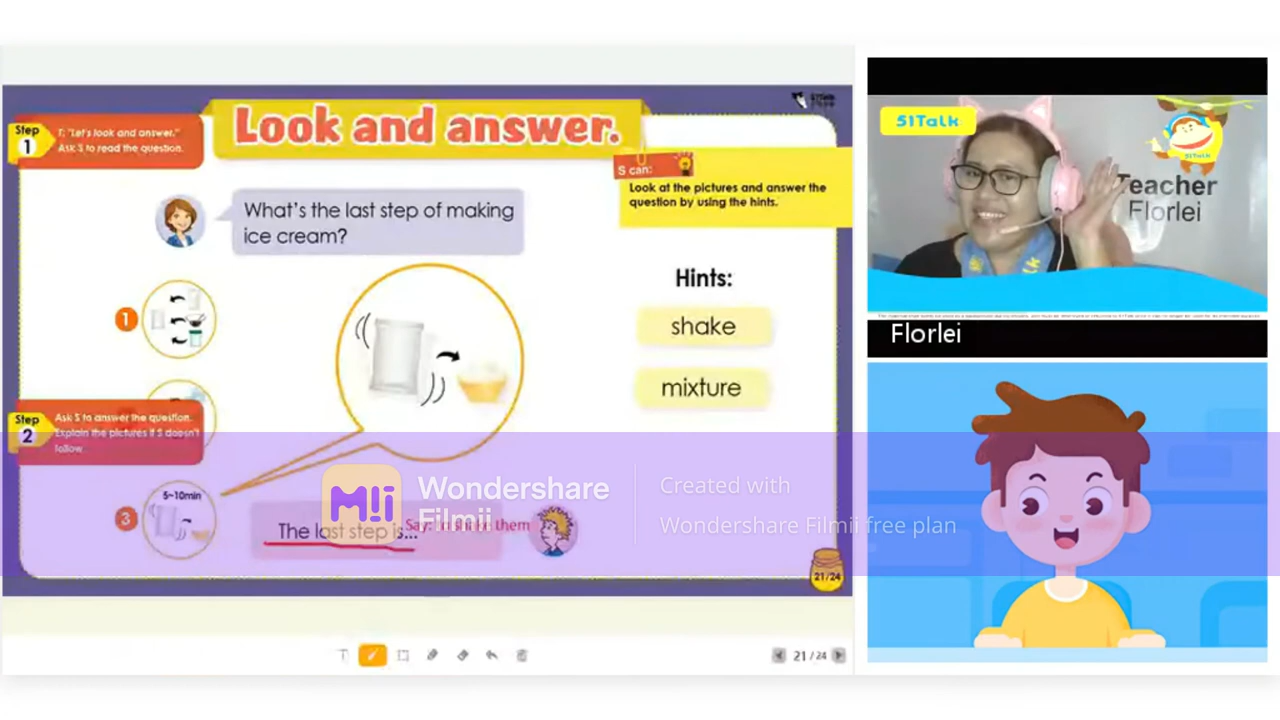 Look and answer.
Step
1
T: "Let's look and answer."
Ask S to read the question.
S can:
Look at the pictures and answer the
question by using the hints.
What's the last step of making
ice cream?
Hints:
shake
mixture
1
Step
2
Ask S to answer the question.
Explain the pictures if S doesn't
follow.
3
5~10min
The last step is...
Say: to shake them
21/24
21/24
51Talk
51Talk
Teacher
Florlei
Florlei
Wondershare
Filmii
Created with
Wondershare Filmii free plan